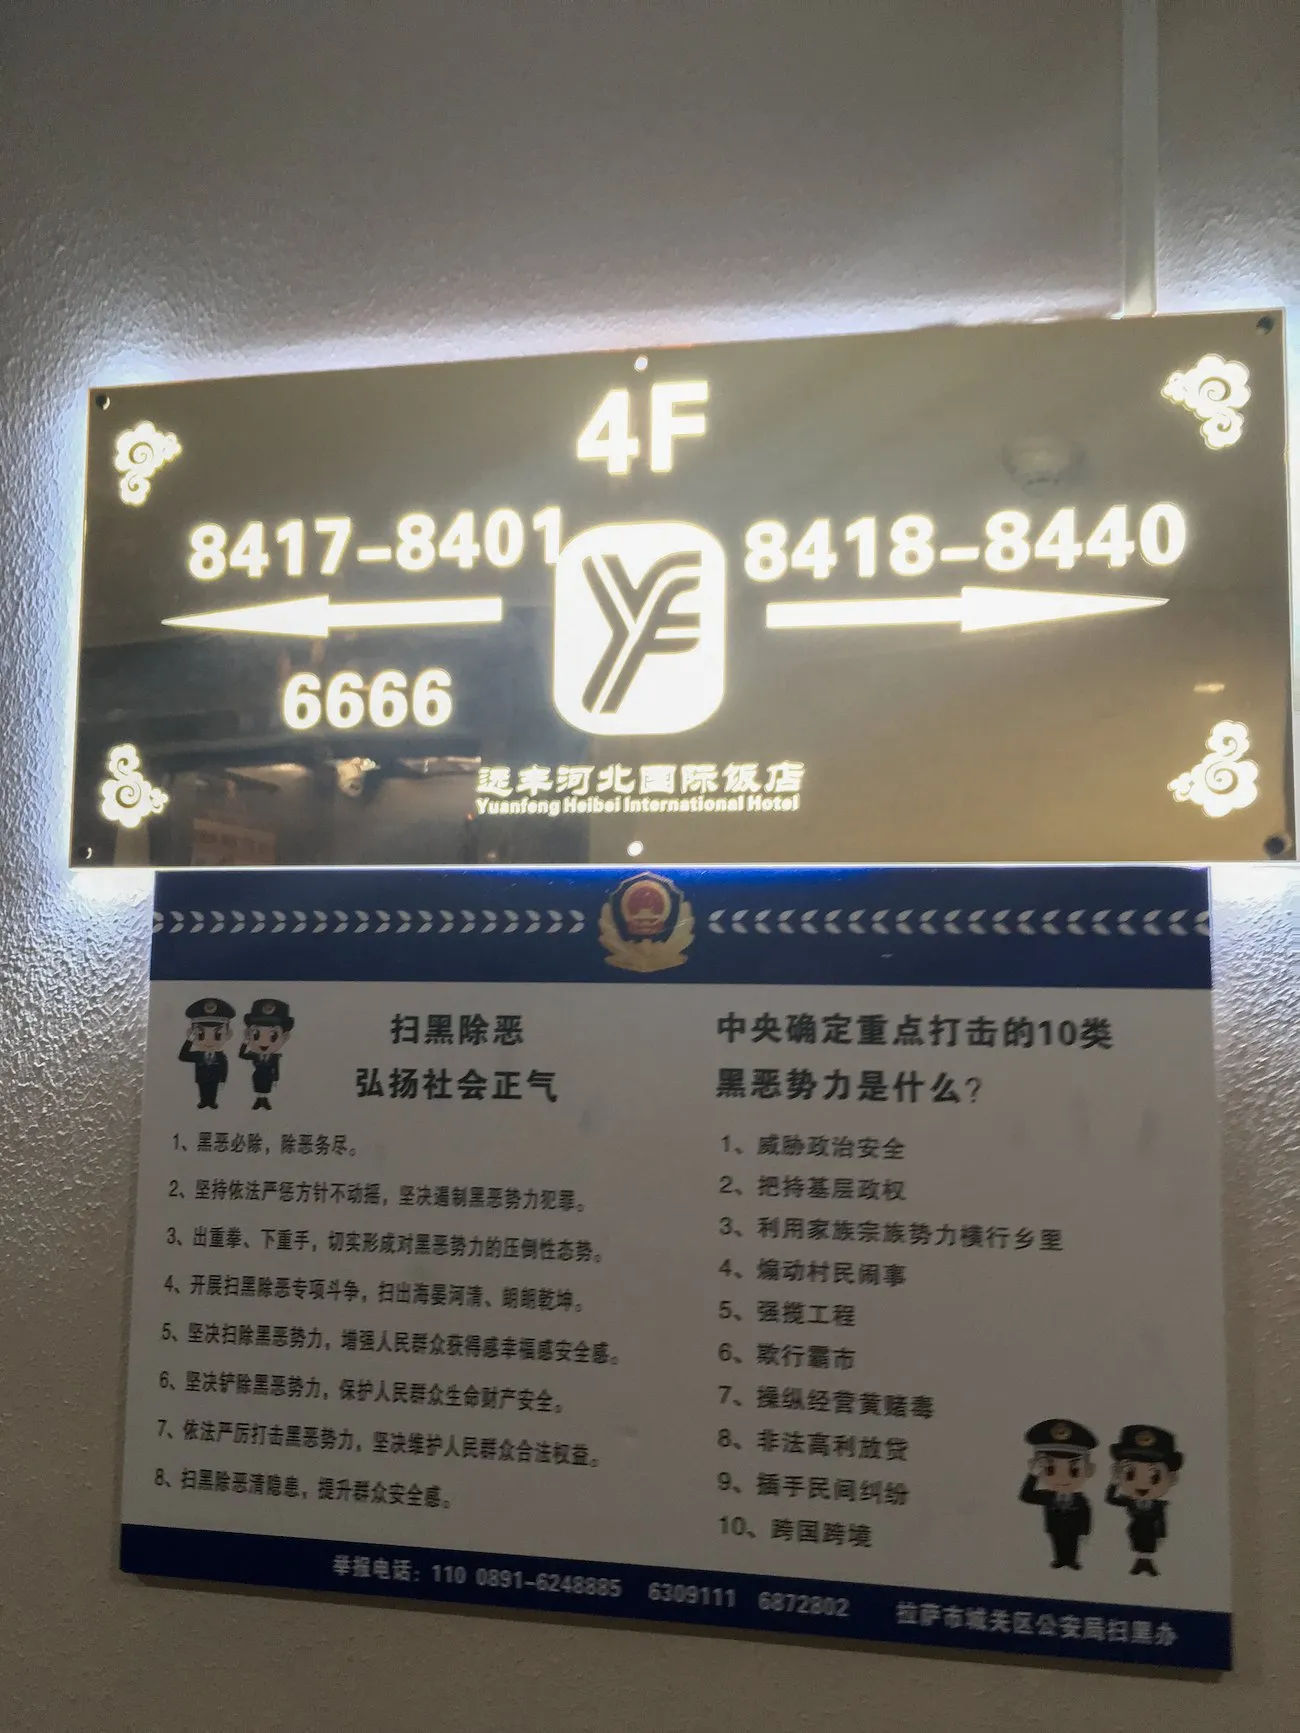 4F
8417-8401
8418-8440
6666
YF
远丰河北国际饭店
Yuanfeng Heibei International Hotel
扫黑除恶
弘扬社会正气
1、黑恶必除，除恶务尽。
2、坚持依法严惩方针不动摇，坚决遏制黑恶势力犯罪。
3、出重拳、下重手，切实形成对黑恶势力的压倒性态势。
4、开展扫黑除恶专项斗争，扫出海晏河清、朗朗乾坤。
5、坚决扫除黑恶势力，增强人民群众获得感幸福感安全感。
6、坚决铲除黑恶势力，保护人民群众生命财产安全。
7、依法严厉打击黑恶势力，坚决维护人民群众合法权益。
8、扫黑除恶清隐患，提升群众安全感。
中央确定重点打击的10类
黑恶势力是什么？
1、威胁政治安全
2、把持基层政权
3、利用家族宗族势力横行乡里
4、煽动村民闹事
5、强揽工程
6、欺行霸市
7、操纵经营黄赌毒
8、非法高利放贷
9、插手民间纠纷
10、跨国跨境
举报电话：110 0891-6248885 6309111 6872802 拉萨市城关区公安局扫黑办